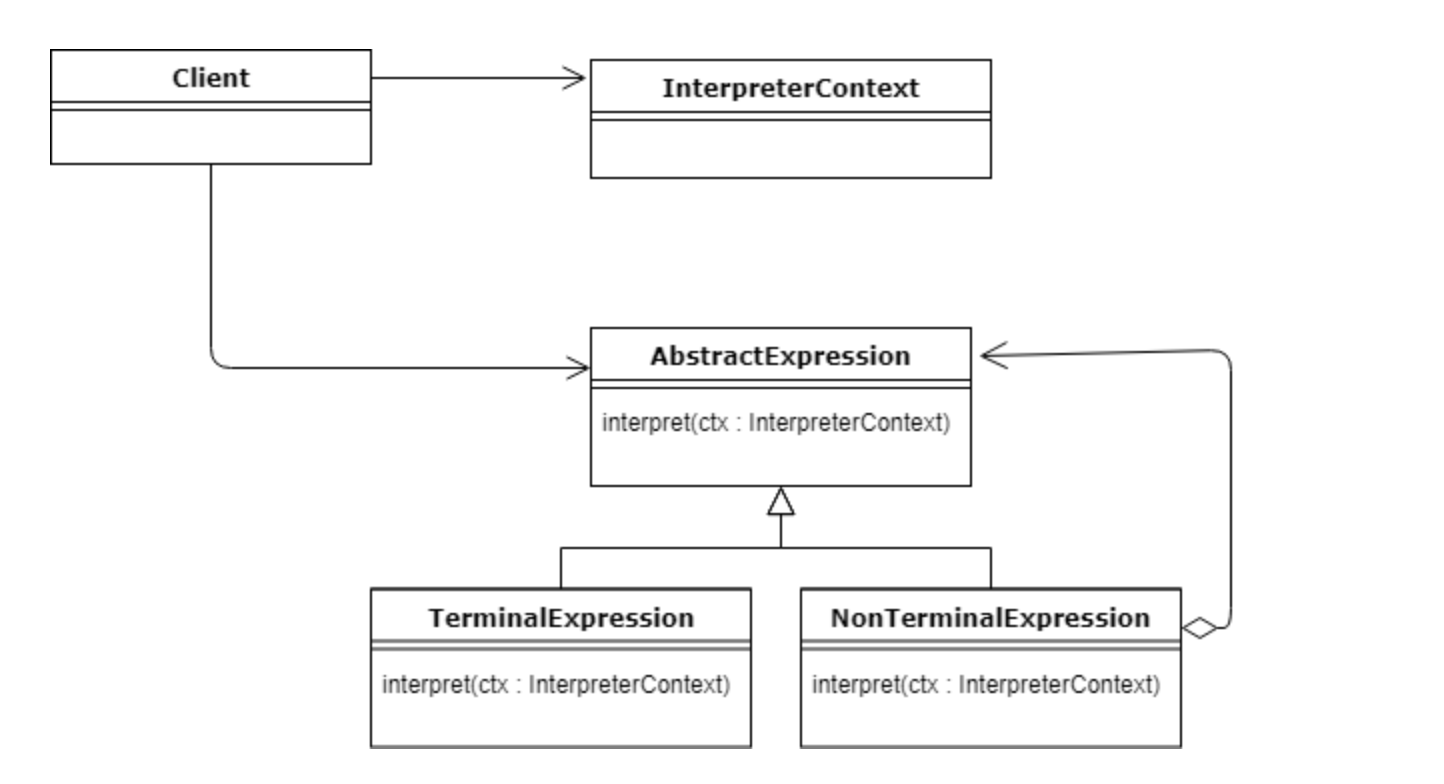 Client
InterpreterContext
AbstractExpression
interpret(ctx : InterpreterContext)
TerminalExpression
NonTerminalExpression
interpret(ctx : InterpreterContext)
interpret(ctx : InterpreterContext)